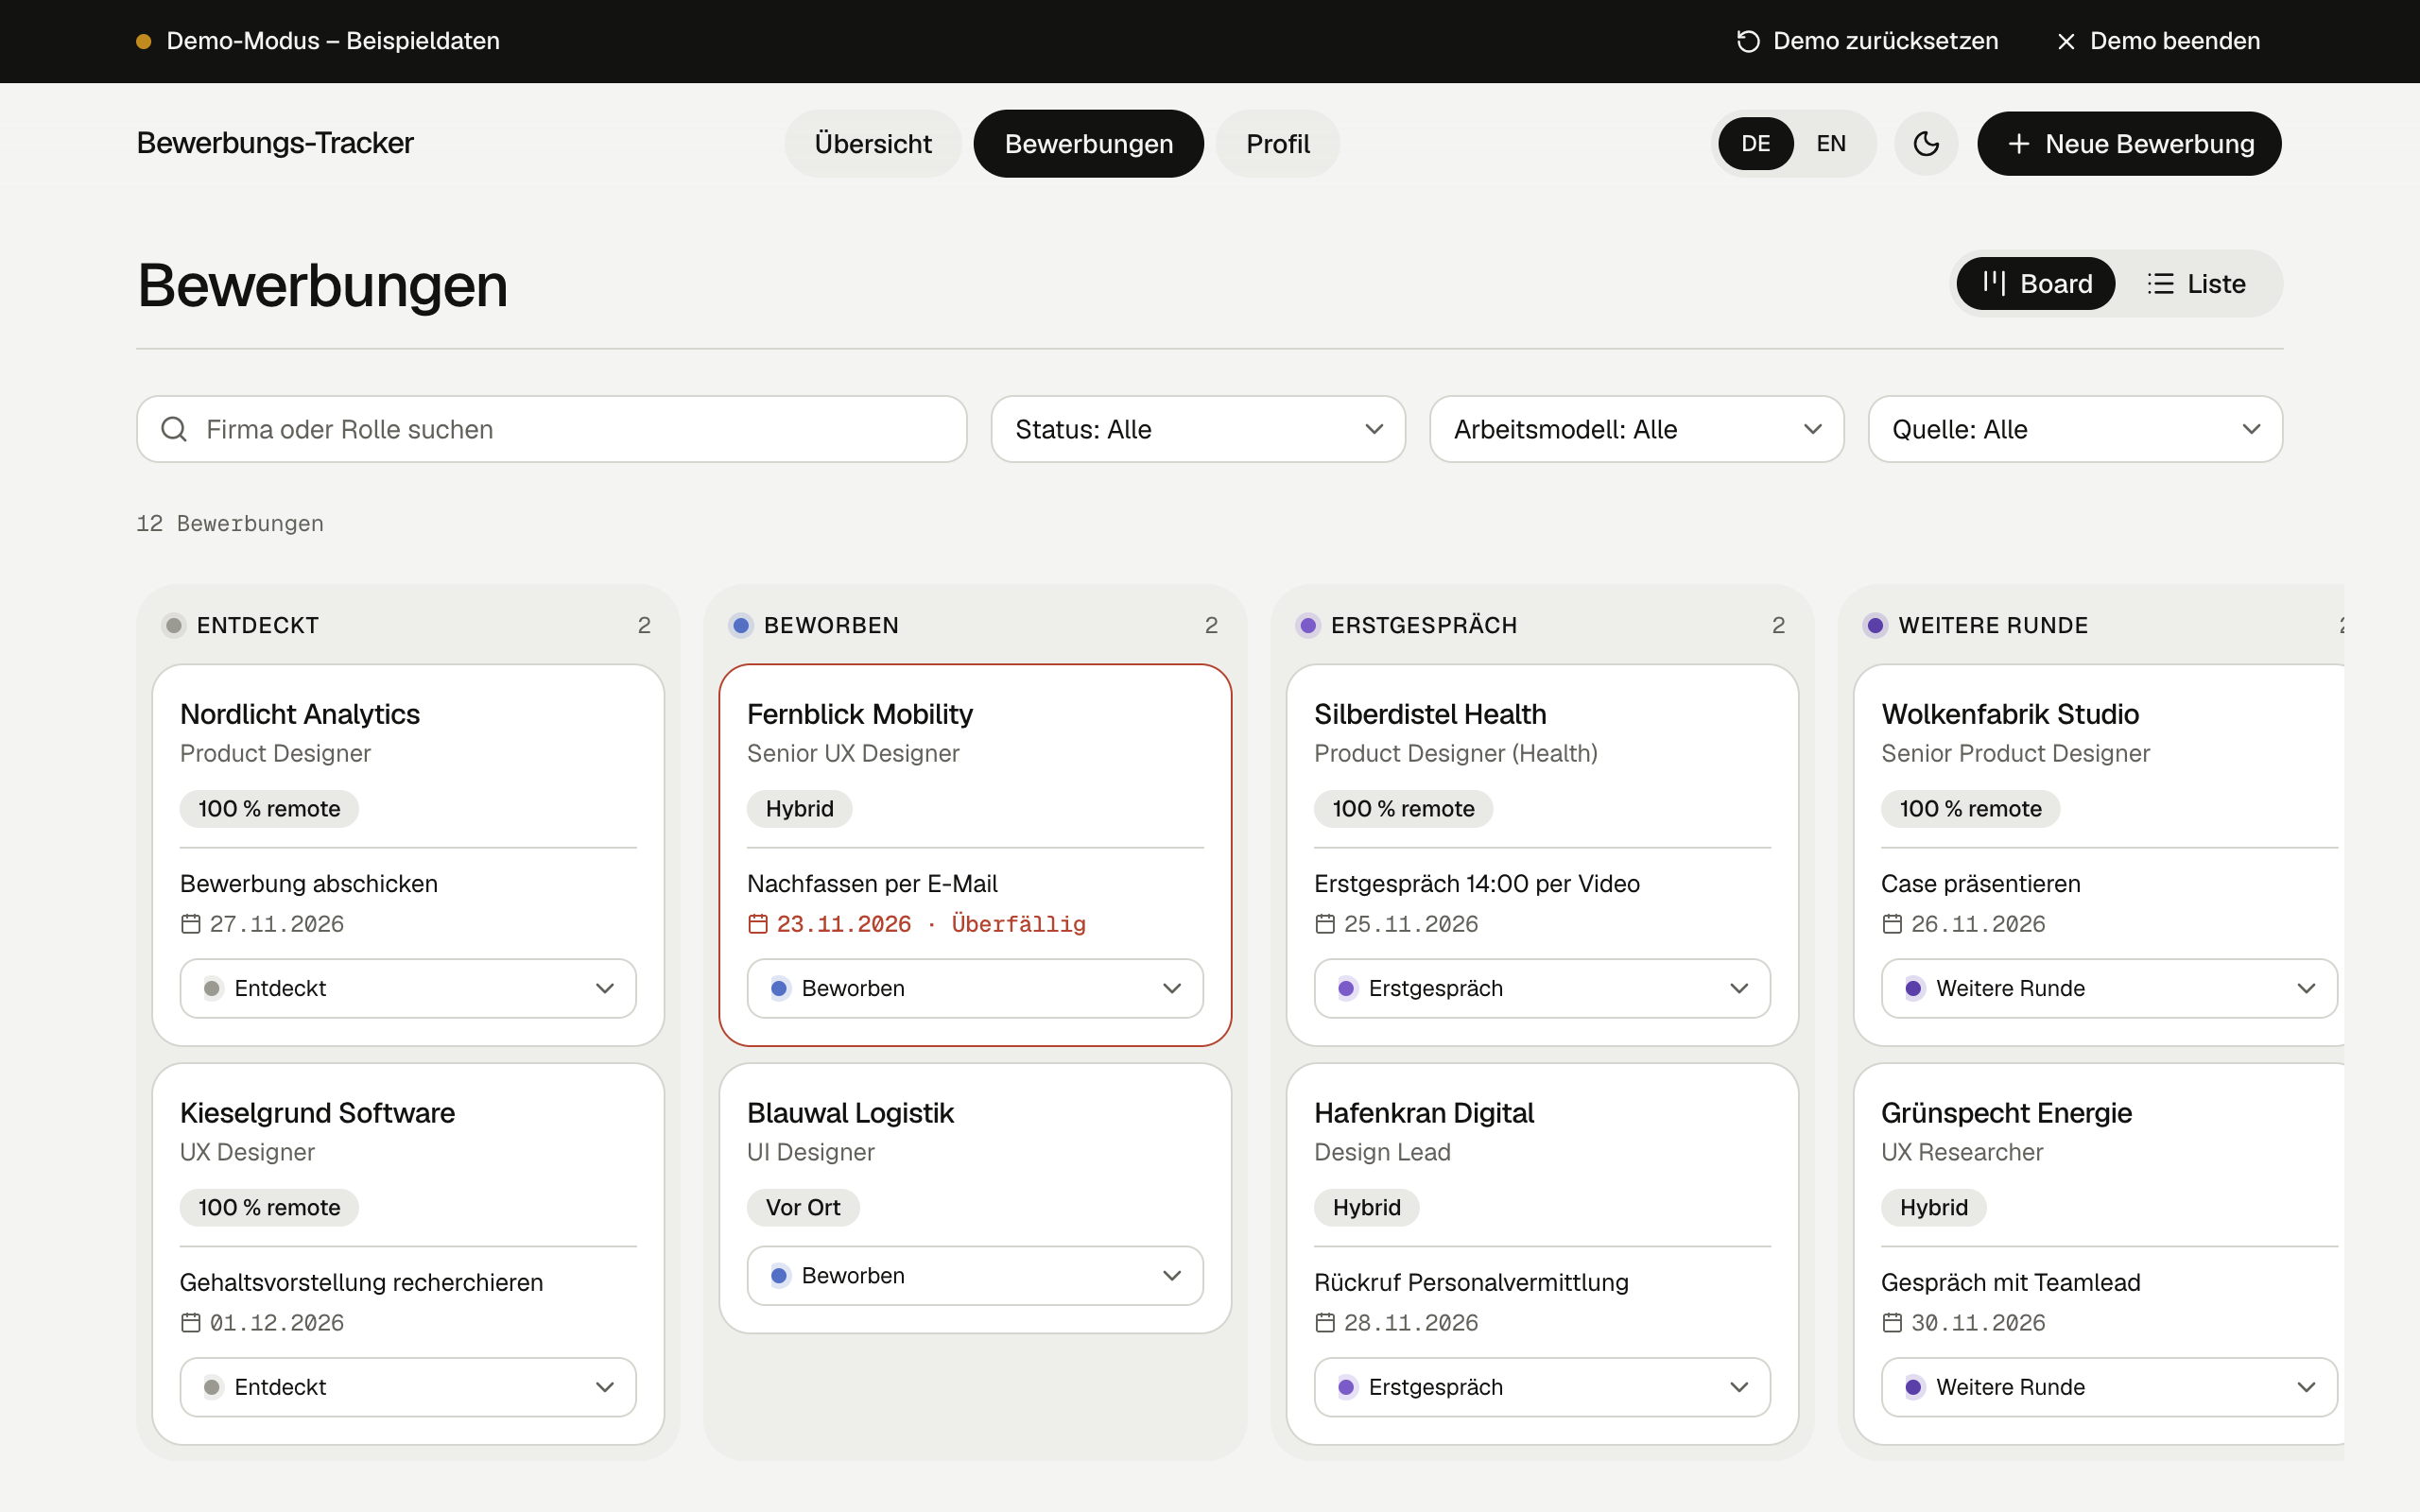 Demo-Modus – Beispieldaten
Demo zurücksetzen
Demo beenden
Bewerbungs-Tracker
Übersicht
Bewerbungen
Profil
DE
EN
Neue Bewerbung
Bewerbungen
Board
Liste
Firma oder Rolle suchen
Status: Alle
Arbeitsmodell: Alle
Quelle: Alle
12 Bewerbungen
ENTDECKT 2
Nordlicht Analytics
Product Designer
100 % remote
Bewerbung abschicken
27.11.2026
Entdeckt
Kieselgrund Software
UX Designer
100 % remote
Gehaltsvorstellung recherchieren
01.12.2026
Entdeckt
BEWORBEN 2
Fernblick Mobility
Senior UX Designer
Hybrid
Nachfassen per E-Mail
23.11.2026 · Überfällig
Beworben
Blauwal Logistik
UI Designer
Vor Ort
Beworben
ERSTGESPRÄCH 2
Silberdistel Health
Product Designer (Health)
100 % remote
Erstgespräch 14:00 per Video
25.11.2026
Erstgespräch
Hafenkran Digital
Design Lead
Hybrid
Rückruf Personalvermittlung
28.11.2026
Erstgespräch
WEITERE RUNDE
Wolkenfabrik Studio
Senior Product Designer
100 % remote
Case präsentieren
26.11.2026
Weitere Runde
Grünspecht Energie
UX Researcher
Hybrid
Gespräch mit Teamlead
30.11.2026
Weitere Runde